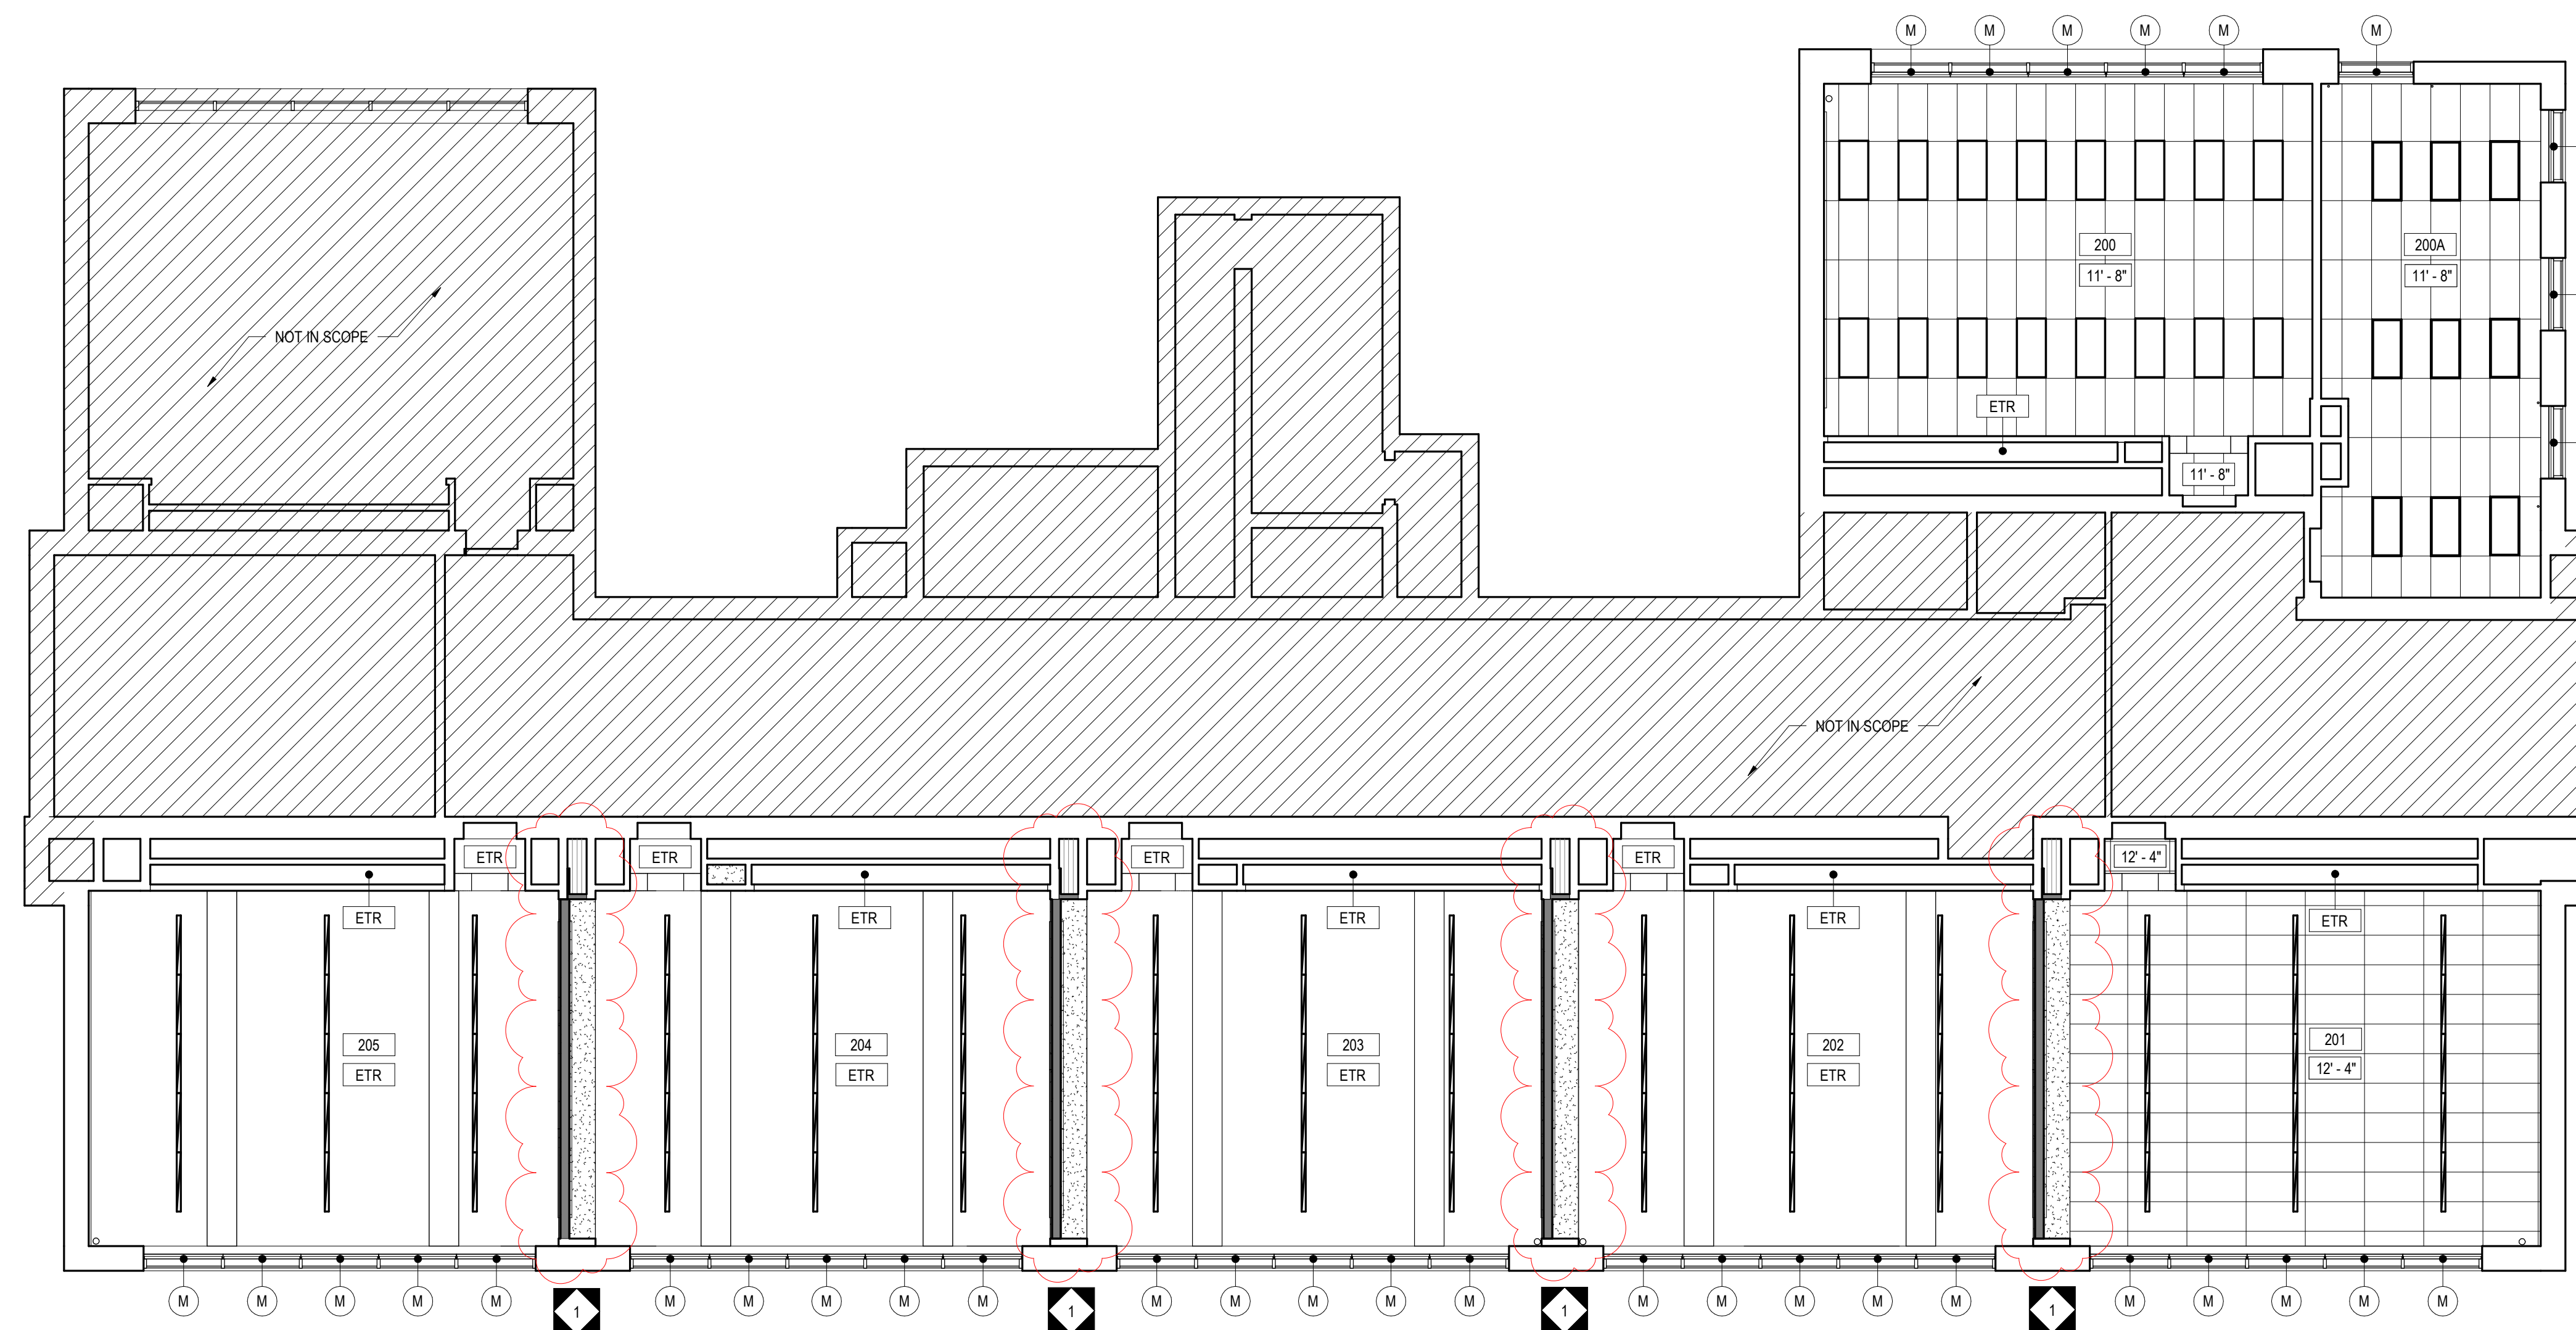 M M M M M M
200 200A
11' - 8" 11' - 8"
NOT IN SCOPE
ETR
11' - 8"
NOT IN SCOPE
ETR ETR ETR ETR 12' - 4"
ETR ETR ETR ETR ETR
205 204 203 202 201
ETR ETR ETR ETR 12' - 4"
M M M M M 1 M M M M M 1 M M M M M 1 M M M M M 1 M M M M M